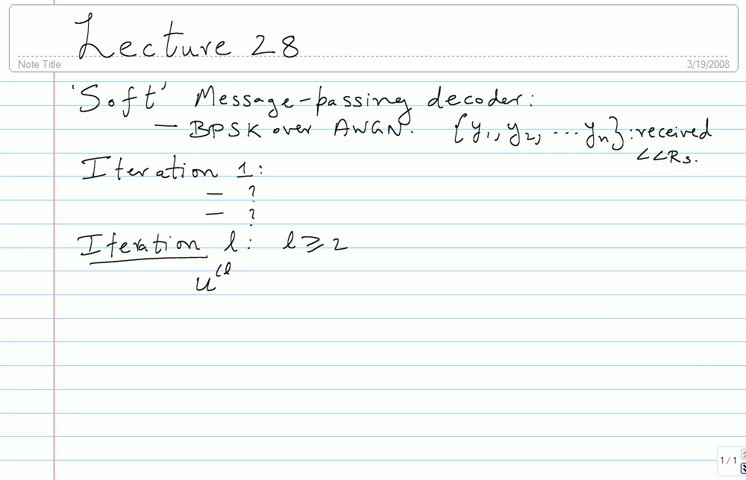 Lecture 28
Note Title
3/19/2008
'Soft' Message-passing decoder:
— BPSK over AWGN. {y1, y2, ... yn}: received
LLRs.
Iteration 1:
— ?
— ?
Iteration l: l ≥ 2
u(l
1 / 1